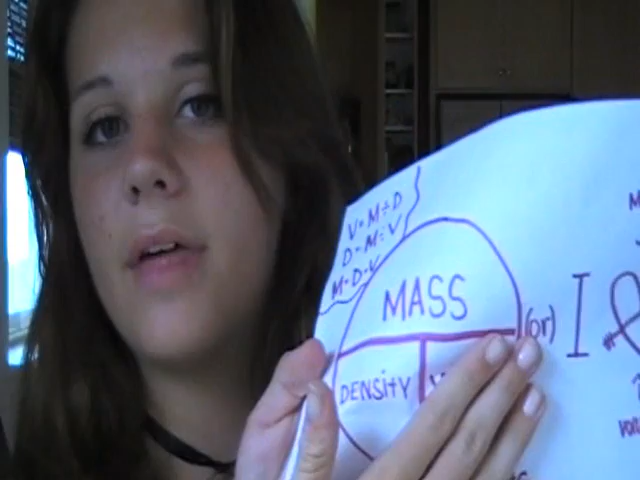 V=M÷D
D=M÷V
M=D·V
MASS
(or) I
DENSITY V